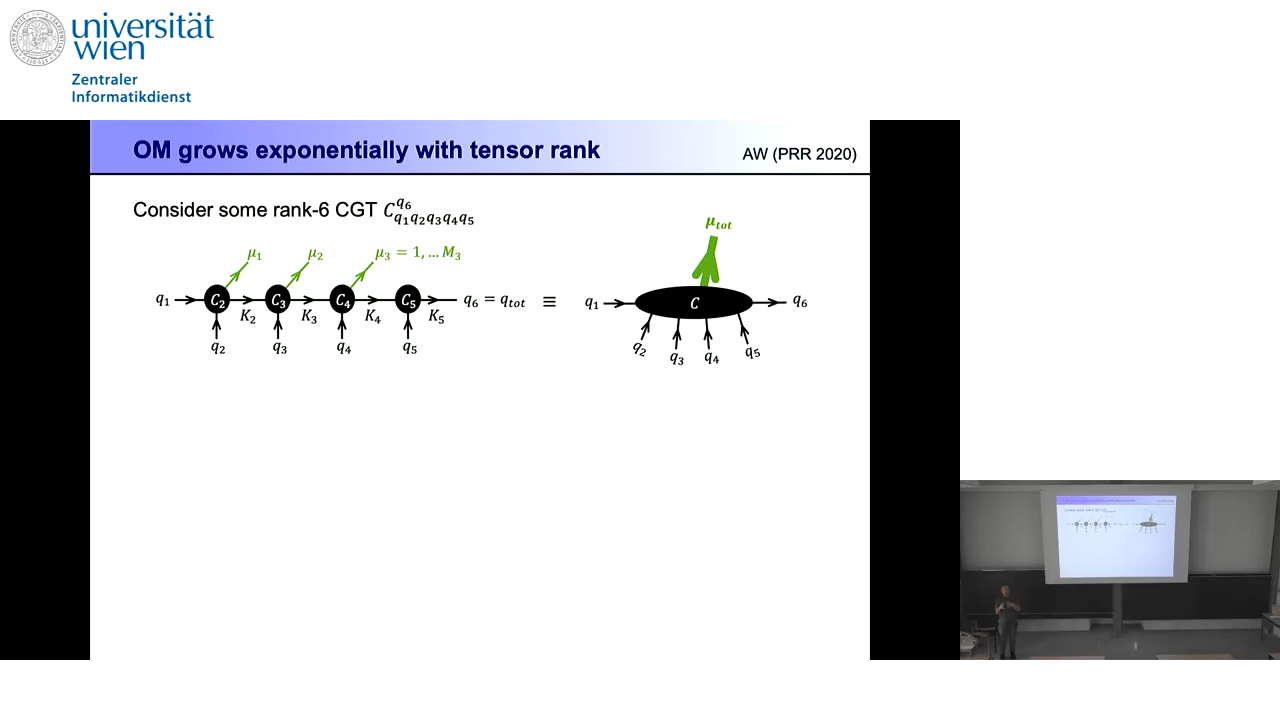 universität
wien
Zentraler
Informatikdienst
OM grows exponentially with tensor rank
AW (PRR 2020)
Consider some rank-6 CGT C^{q_6}_{q_1q_2q_3q_4q_5}
μ_1 μ_2 μ_3 = 1, … M_3
μ_tot
q_1 C_2 C_3 C_4 C_5 q_6 = q_tot ≡ q_1 C q_6
K_2 K_3 K_4 K_5
q_2 q_3 q_4 q_5 q_2 q_3 q_4 q_5